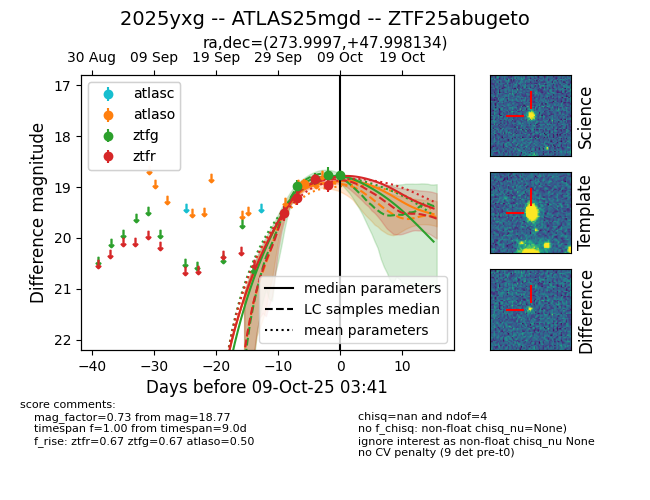 2025yxg -- ATLAS25mgd -- ZTF25abugeto
ra,dec=(273.9997,+47.998134)
30 Aug 09 Sep 19 Sep 29 Sep 09 Oct 19 Oct
17
18
19
20
21
22
Difference magnitude
atlasc
atlaso
ztfg
ztfr
median parameters
LC samples median
mean parameters
−40 −30 −20 −10 0 10
Days before 09-Oct-25 03:41
Science
Template
Difference
score comments:
mag_factor=0.73 from mag=18.77
timespan f=1.00 from timespan=9.0d
f_rise: ztfr=0.67 ztfg=0.67 atlaso=0.50
chisq=nan and ndof=4
no f_chisq: non-float chisq_nu=None)
ignore interest as non-float chisq_nu None
no CV penalty (9 det pre-t0)